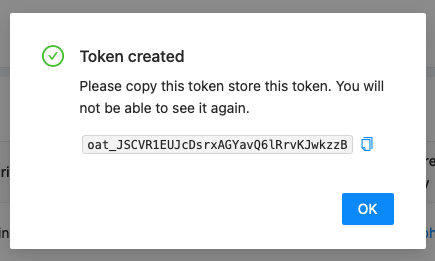 Token created
Please copy this token store this token. You will
not be able to see it again.
oat_JSCVR1EUJcDsrxAGYavQ6lRrvKJwkzzB
OK